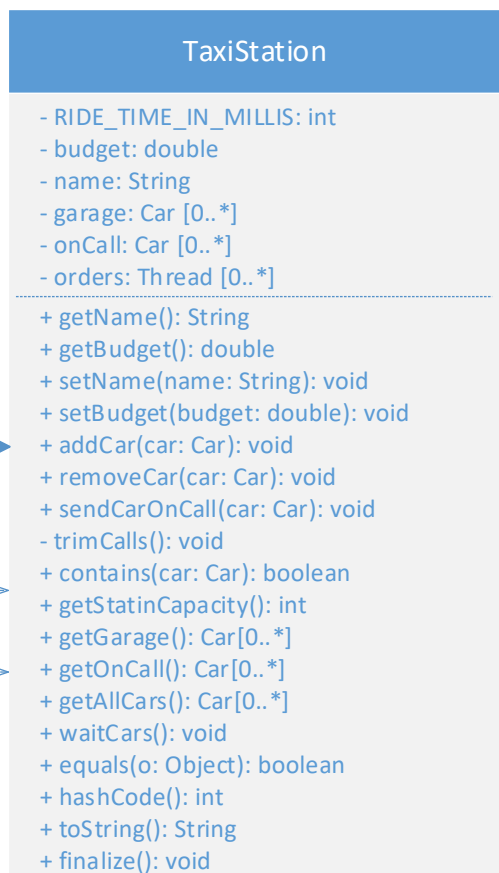 TaxiStation
- RIDE_TIME_IN_MILLIS: int
- budget: double
- name: String
- garage: Car [0..*]
- onCall: Car [0..*]
- orders: Thread [0..*]
+ getName(): String
+ getBudget(): double
+ setName(name: String): void
+ setBudget(budget: double): void
+ addCar(car: Car): void
+ removeCar(car: Car): void
+ sendCarOnCall(car: Car): void
- trimCalls(): void
+ contains(car: Car): boolean
+ getStatinCapacity(): int
+ getGarage(): Car[0..*]
+ getOnCall(): Car[0..*]
+ getAllCars(): Car[0..*]
+ waitCars(): void
+ equals(o: Object): boolean
+ hashCode(): int
+ toString(): String
+ finalize(): void